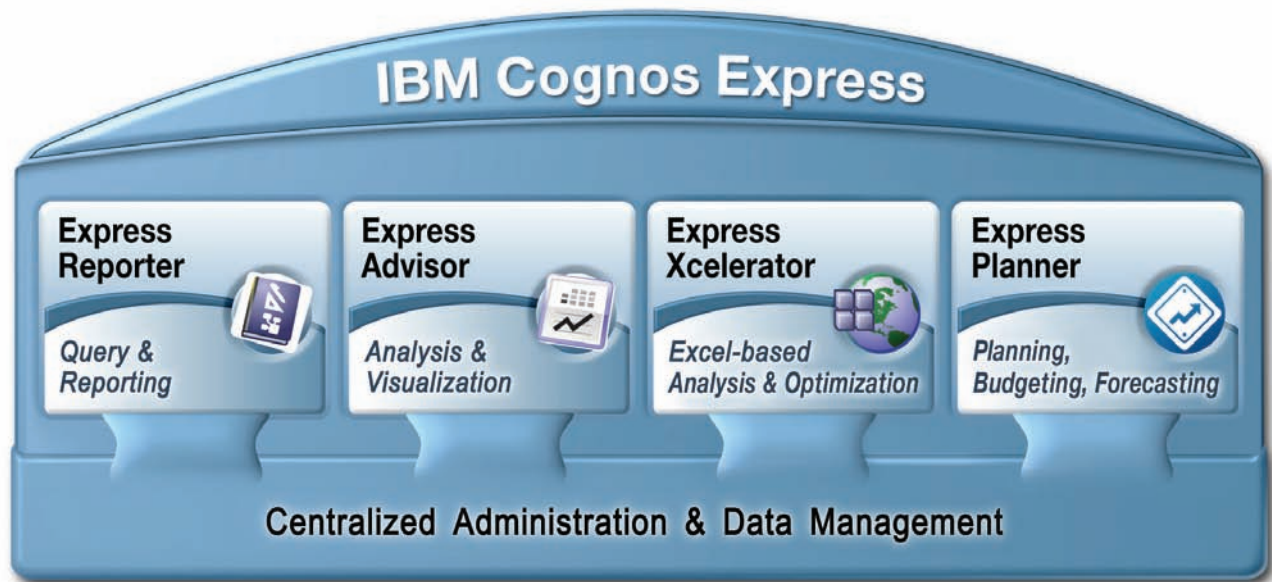 IBM Cognos Express
Express
Reporter
Query &
Reporting
Express
Advisor
Analysis &
Visualization
Express
Xcelerator
Excel-based
Analysis & Optimization
Express
Planner
Planning,
Budgeting, Forecasting
Centralized Administration & Data Management